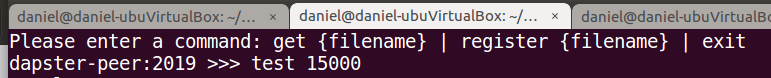 daniel@daniel-ubuVirtualBox: ~/... × daniel@daniel-ubuVirtualBox: ~/... × daniel@daniel-ubuVirtualBox: ~/...
Please enter a command: get {filename} | register {filename} | exit
dapster-peer:2019 >>> test 15000